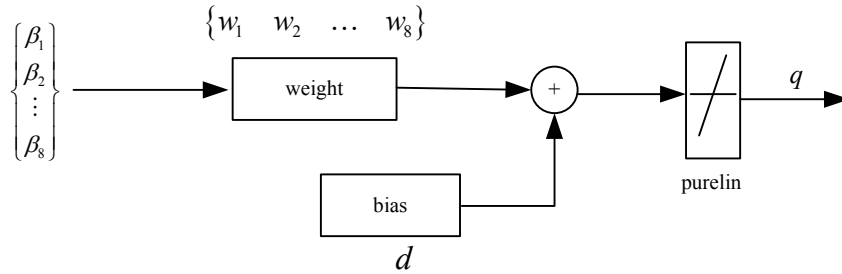 {w₁ w₂ … w₈}
β₁
β₂
⋮
β₈
weight
+
q
purelin
bias
d